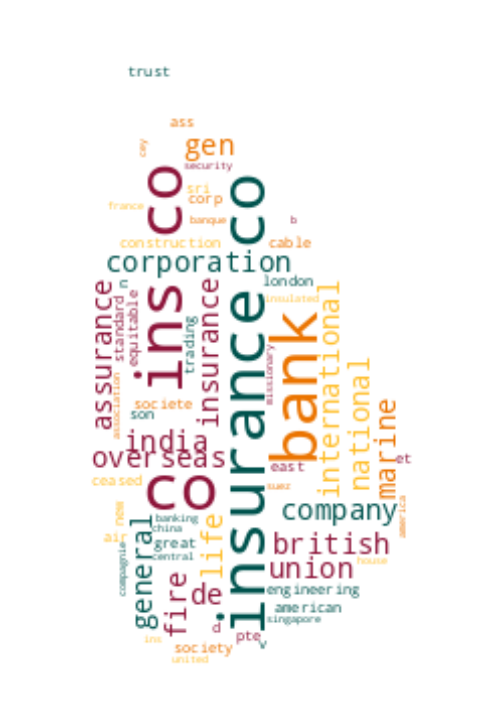 trust
ass
cey
gen
security
co
sri
co
corp
france
banque
b
construction
cable
corporation
n
london
assurance
standard
equitable
ins
trading
insurance
insurance
insulated
international
bank
missionary
national
association
societe
son
india
marine
overseas
east
et
ceased
co
suez
new
banking
china
company
america
air
general
great
life
british
central
house
compagnie
fire
union
de
engineering
american
.
singapore
d
pte
v
ins
society
united